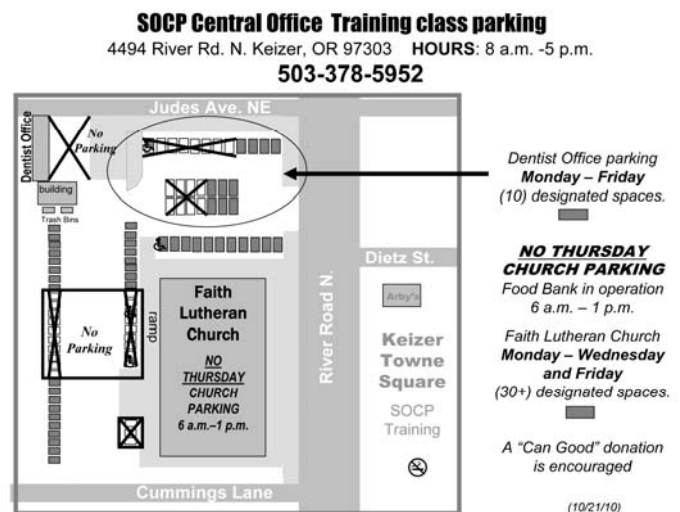 SOCP Central Office Training class parking
4494 River Rd. N. Keizer, OR 97303 HOURS: 8 a.m. -5 p.m.
503-378-5952
Judes Ave. NE
Dentist Office
No
Parking
building
Trash Bins
No
Parking
ramp
Faith
Lutheran
Church
NO
THURSDAY
CHURCH
PARKING
6 a.m.–1 p.m.
River Road N.
Dietz St.
Arby's
Keizer
Towne
Square
SOCP
Training
Cummings Lane
Dentist Office parking
Monday – Friday
(10) designated spaces.
NO THURSDAY
CHURCH PARKING
Food Bank in operation
6 a.m. – 1 p.m.
Faith Lutheran Church
Monday – Wednesday
and Friday
(30+) designated spaces.
A “Can Good” donation
is encouraged
(10/21/10)